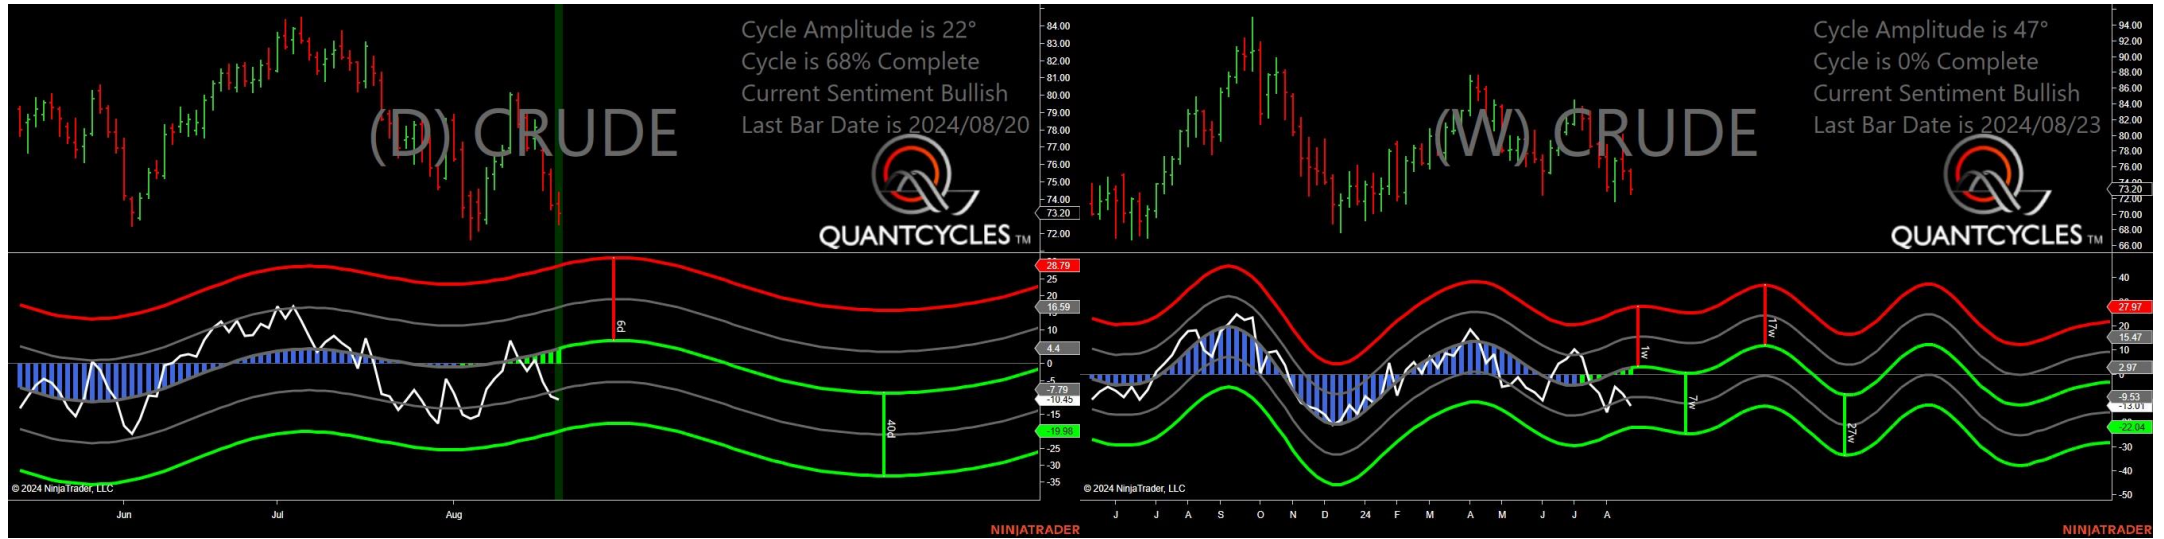 (D) CRUDE
Cycle Amplitude is 22°
Cycle is 68% Complete
Current Sentiment Bullish
Last Bar Date is 2024/08/20
QUANTCYCLES TM
84.00
83.00
82.00
81.00
80.00
79.00
78.00
77.00
76.00
75.00
74.00
73.20
72.00
28.79
25
20
16.59
10
4.4
0
-5
-7.79
-10.45
-15
-19.98
-25
-30
-35
6d
40d
© 2024 NinjaTrader, LLC
Jun Jul Aug
NINJATRADER
(W) CRUDE
Cycle Amplitude is 47°
Cycle is 0% Complete
Current Sentiment Bullish
Last Bar Date is 2024/08/23
QUANTCYCLES TM
94.00
92.00
90.00
88.00
86.00
84.00
82.00
80.00
78.00
76.00
74.00
73.20
72.00
70.00
68.00
66.00
40
27.97
20
15.47
10
2.97
-9.53
-13.01
-22.04
-30
-40
-50
1w
7w
17w
27w
© 2024 NinjaTrader, LLC
J J A S O N D 24 F M A M J J A
NINJATRADER